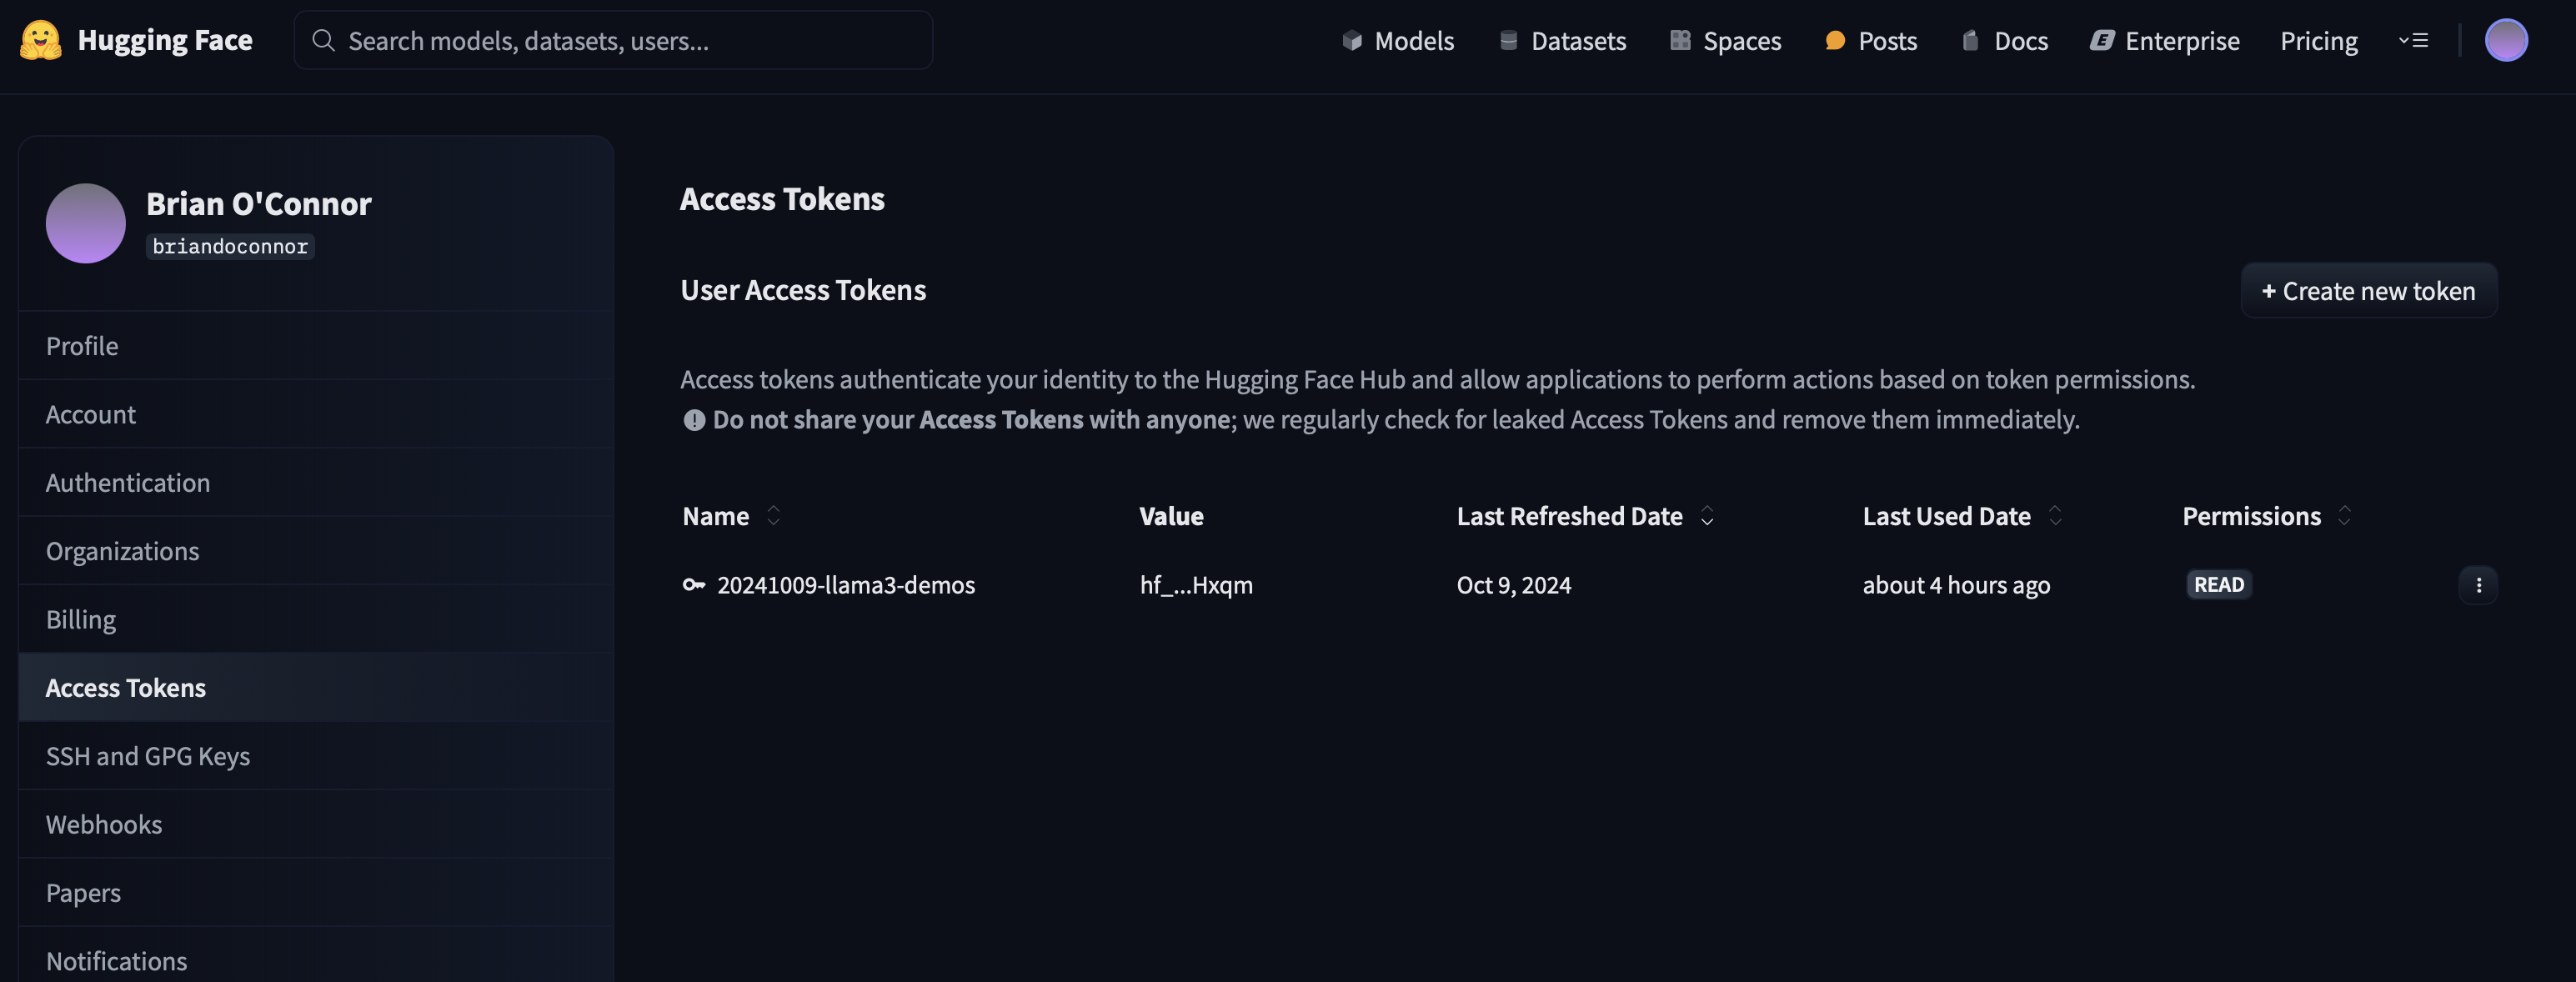 Hugging Face
Search models, datasets, users...
Models
Datasets
Spaces
Posts
Docs
Enterprise
Pricing
Brian O'Connor
briandoconnor
Profile
Account
Authentication
Organizations
Billing
Access Tokens
SSH and GPG Keys
Webhooks
Papers
Notifications
Access Tokens
User Access Tokens
+ Create new token
Access tokens authenticate your identity to the Hugging Face Hub and allow applications to perform actions based on token permissions.
Do not share your Access Tokens with anyone; we regularly check for leaked Access Tokens and remove them immediately.
Name Value Last Refreshed Date Last Used Date Permissions
20241009-llama3-demos hf_...Hxqm Oct 9, 2024 about 4 hours ago READ